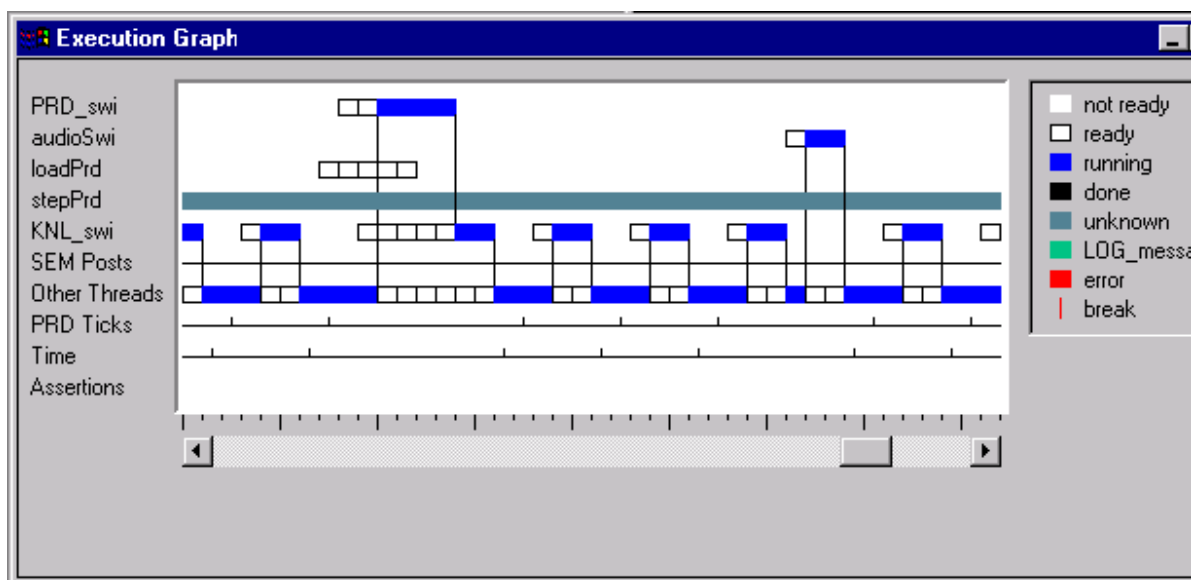 Execution Graph
PRD_swi
audioSwi
loadPrd
stepPrd
KNL_swi
SEM Posts
Other Threads
PRD Ticks
Time
Assertions
not ready
ready
running
done
unknown
LOG_messa
error
break